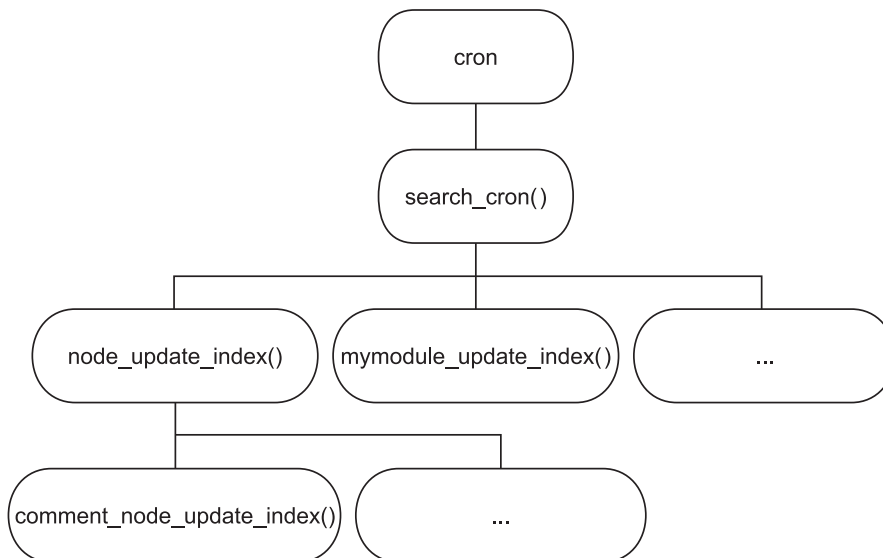 cron
search_cron()
node_update_index()
mymodule_update_index()
...
comment_node_update_index()
...